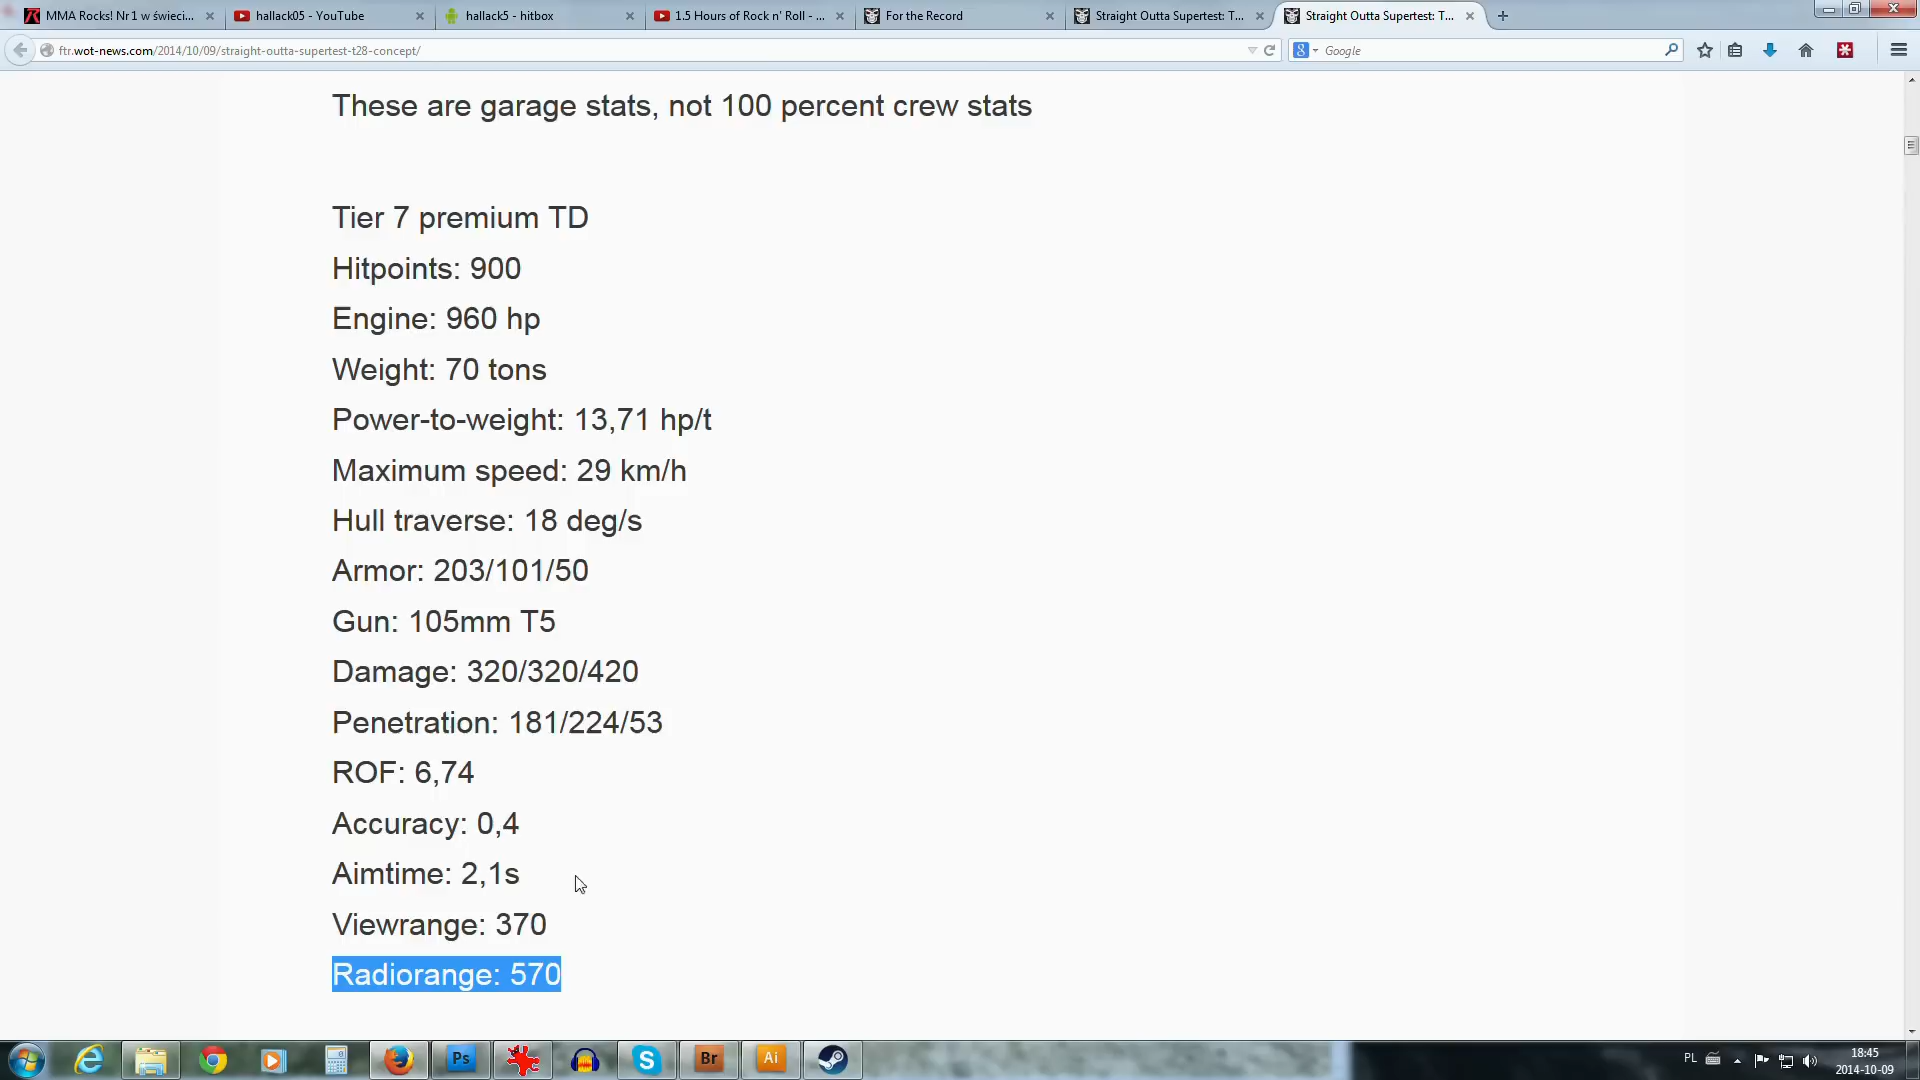 MMA Rocks! Nr 1 w świeci...
hallack05 - YouTube
hallack5 - hitbox
1.5 Hours of Rock n' Roll - ...
For the Record
Straight Outta Supertest: T...
Straight Outta Supertest: T...
ftr.wot-news.com/2014/10/09/straight-outta-supertest-t28-concept/
Google
These are garage stats, not 100 percent crew stats
Tier 7 premium TD
Hitpoints: 900
Engine: 960 hp
Weight: 70 tons
Power-to-weight: 13,71 hp/t
Maximum speed: 29 km/h
Hull traverse: 18 deg/s
Armor: 203/101/50
Gun: 105mm T5
Damage: 320/320/420
Penetration: 181/224/53
ROF: 6,74
Accuracy: 0,4
Aimtime: 2,1s
Viewrange: 370
Radiorange: 570
Ps
Br
Ai
PL
18:45
2014-10-09